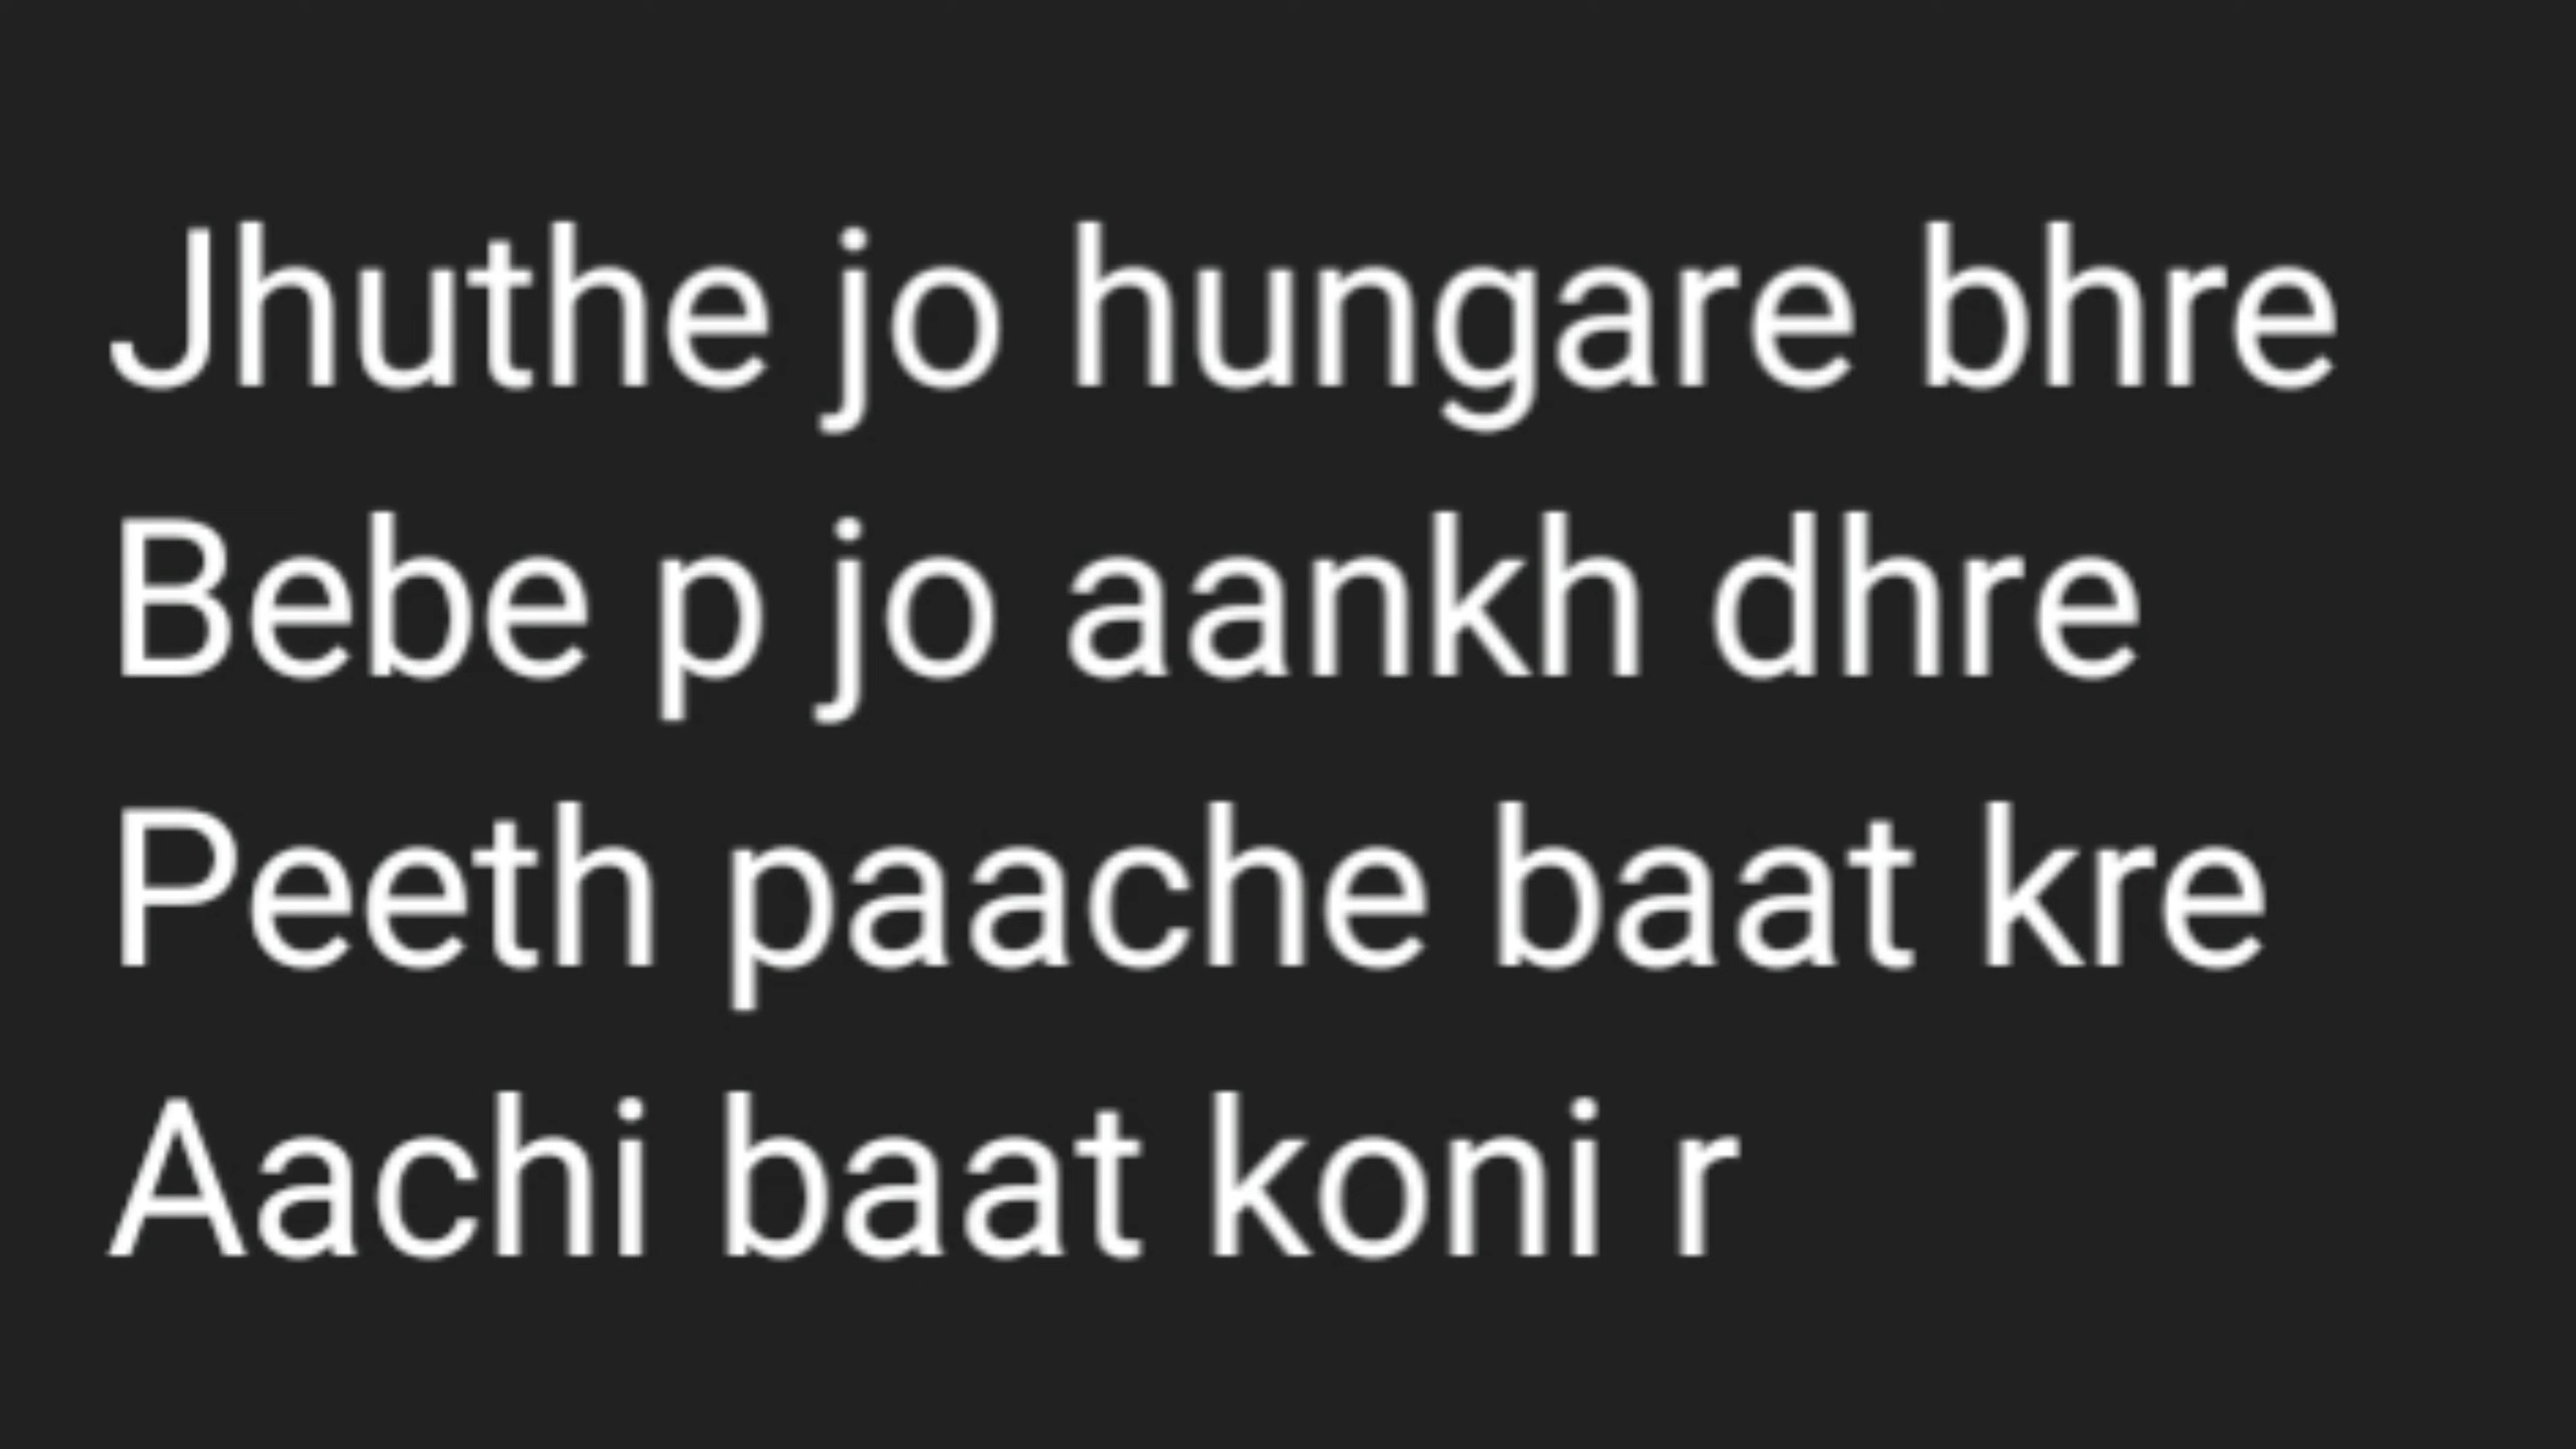 Jhuthe jo hungare bhre
Bebe p jo aankh dhre
Peeth paache baat kre
Aachi baat koni r